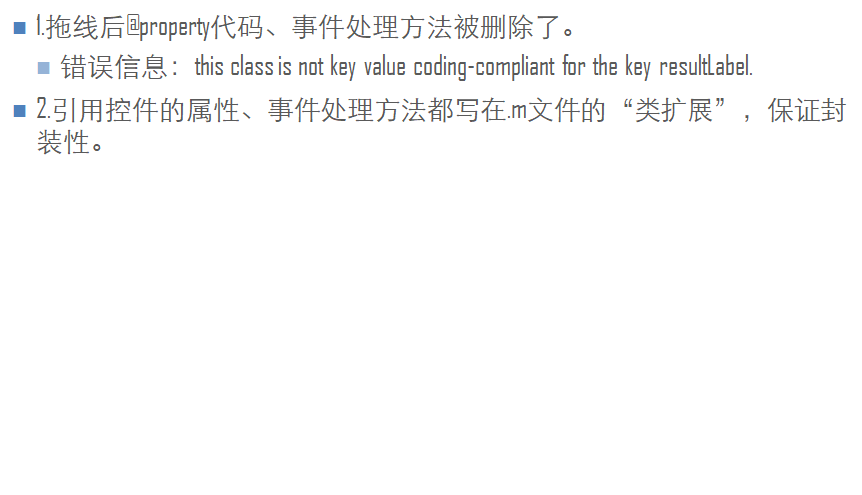 1.拖线后@property代码、事件处理方法被删除了。
错误信息：this class is not key value coding-compliant for the key resultLabel.
2.引用控件的属性、事件处理方法都写在.m文件的“类扩展”，保证封
装性。